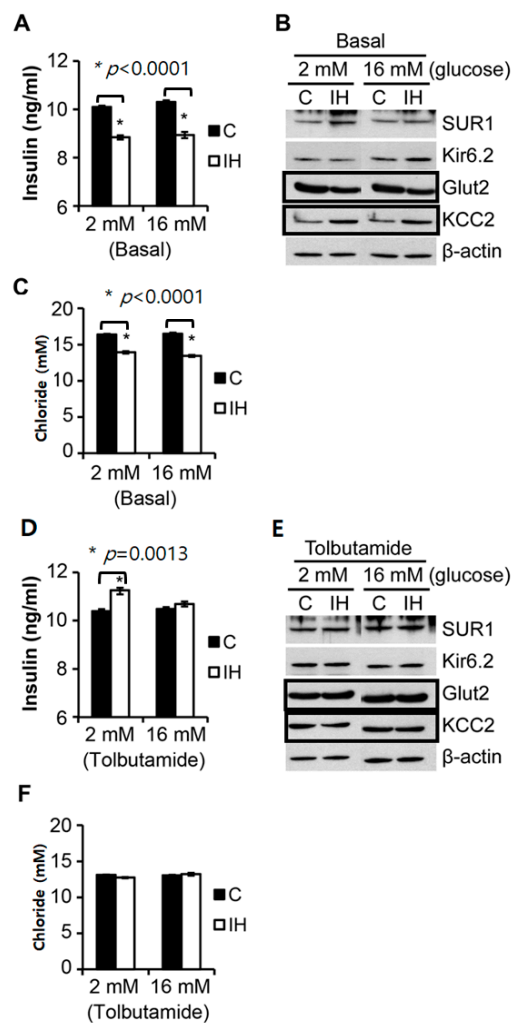 A
* p<0.0001
Insulin (ng/ml)
12
10
8
6
* *
2 mM 16 mM
(Basal)
C
IH
B
Basal
2 mM 16 mM (glucose)
C IH C IH
SUR1
Kir6.2
Glut2
KCC2
β-actin
C
* p<0.0001
Chloride (mM)
20
15
10
5
0
* *
2 mM 16 mM
(Basal)
C
IH
D
* p=0.0013
Insulin (ng/ml)
12
10
8
6
*
2 mM 16 mM
(Tolbutamide)
C
IH
E
Tolbutamide
2 mM 16 mM (glucose)
C IH C IH
SUR1
Kir6.2
Glut2
KCC2
β-actin
F
Chloride (mM)
20
15
10
5
0
2 mM 16 mM
(Tolbutamide)
C
IH